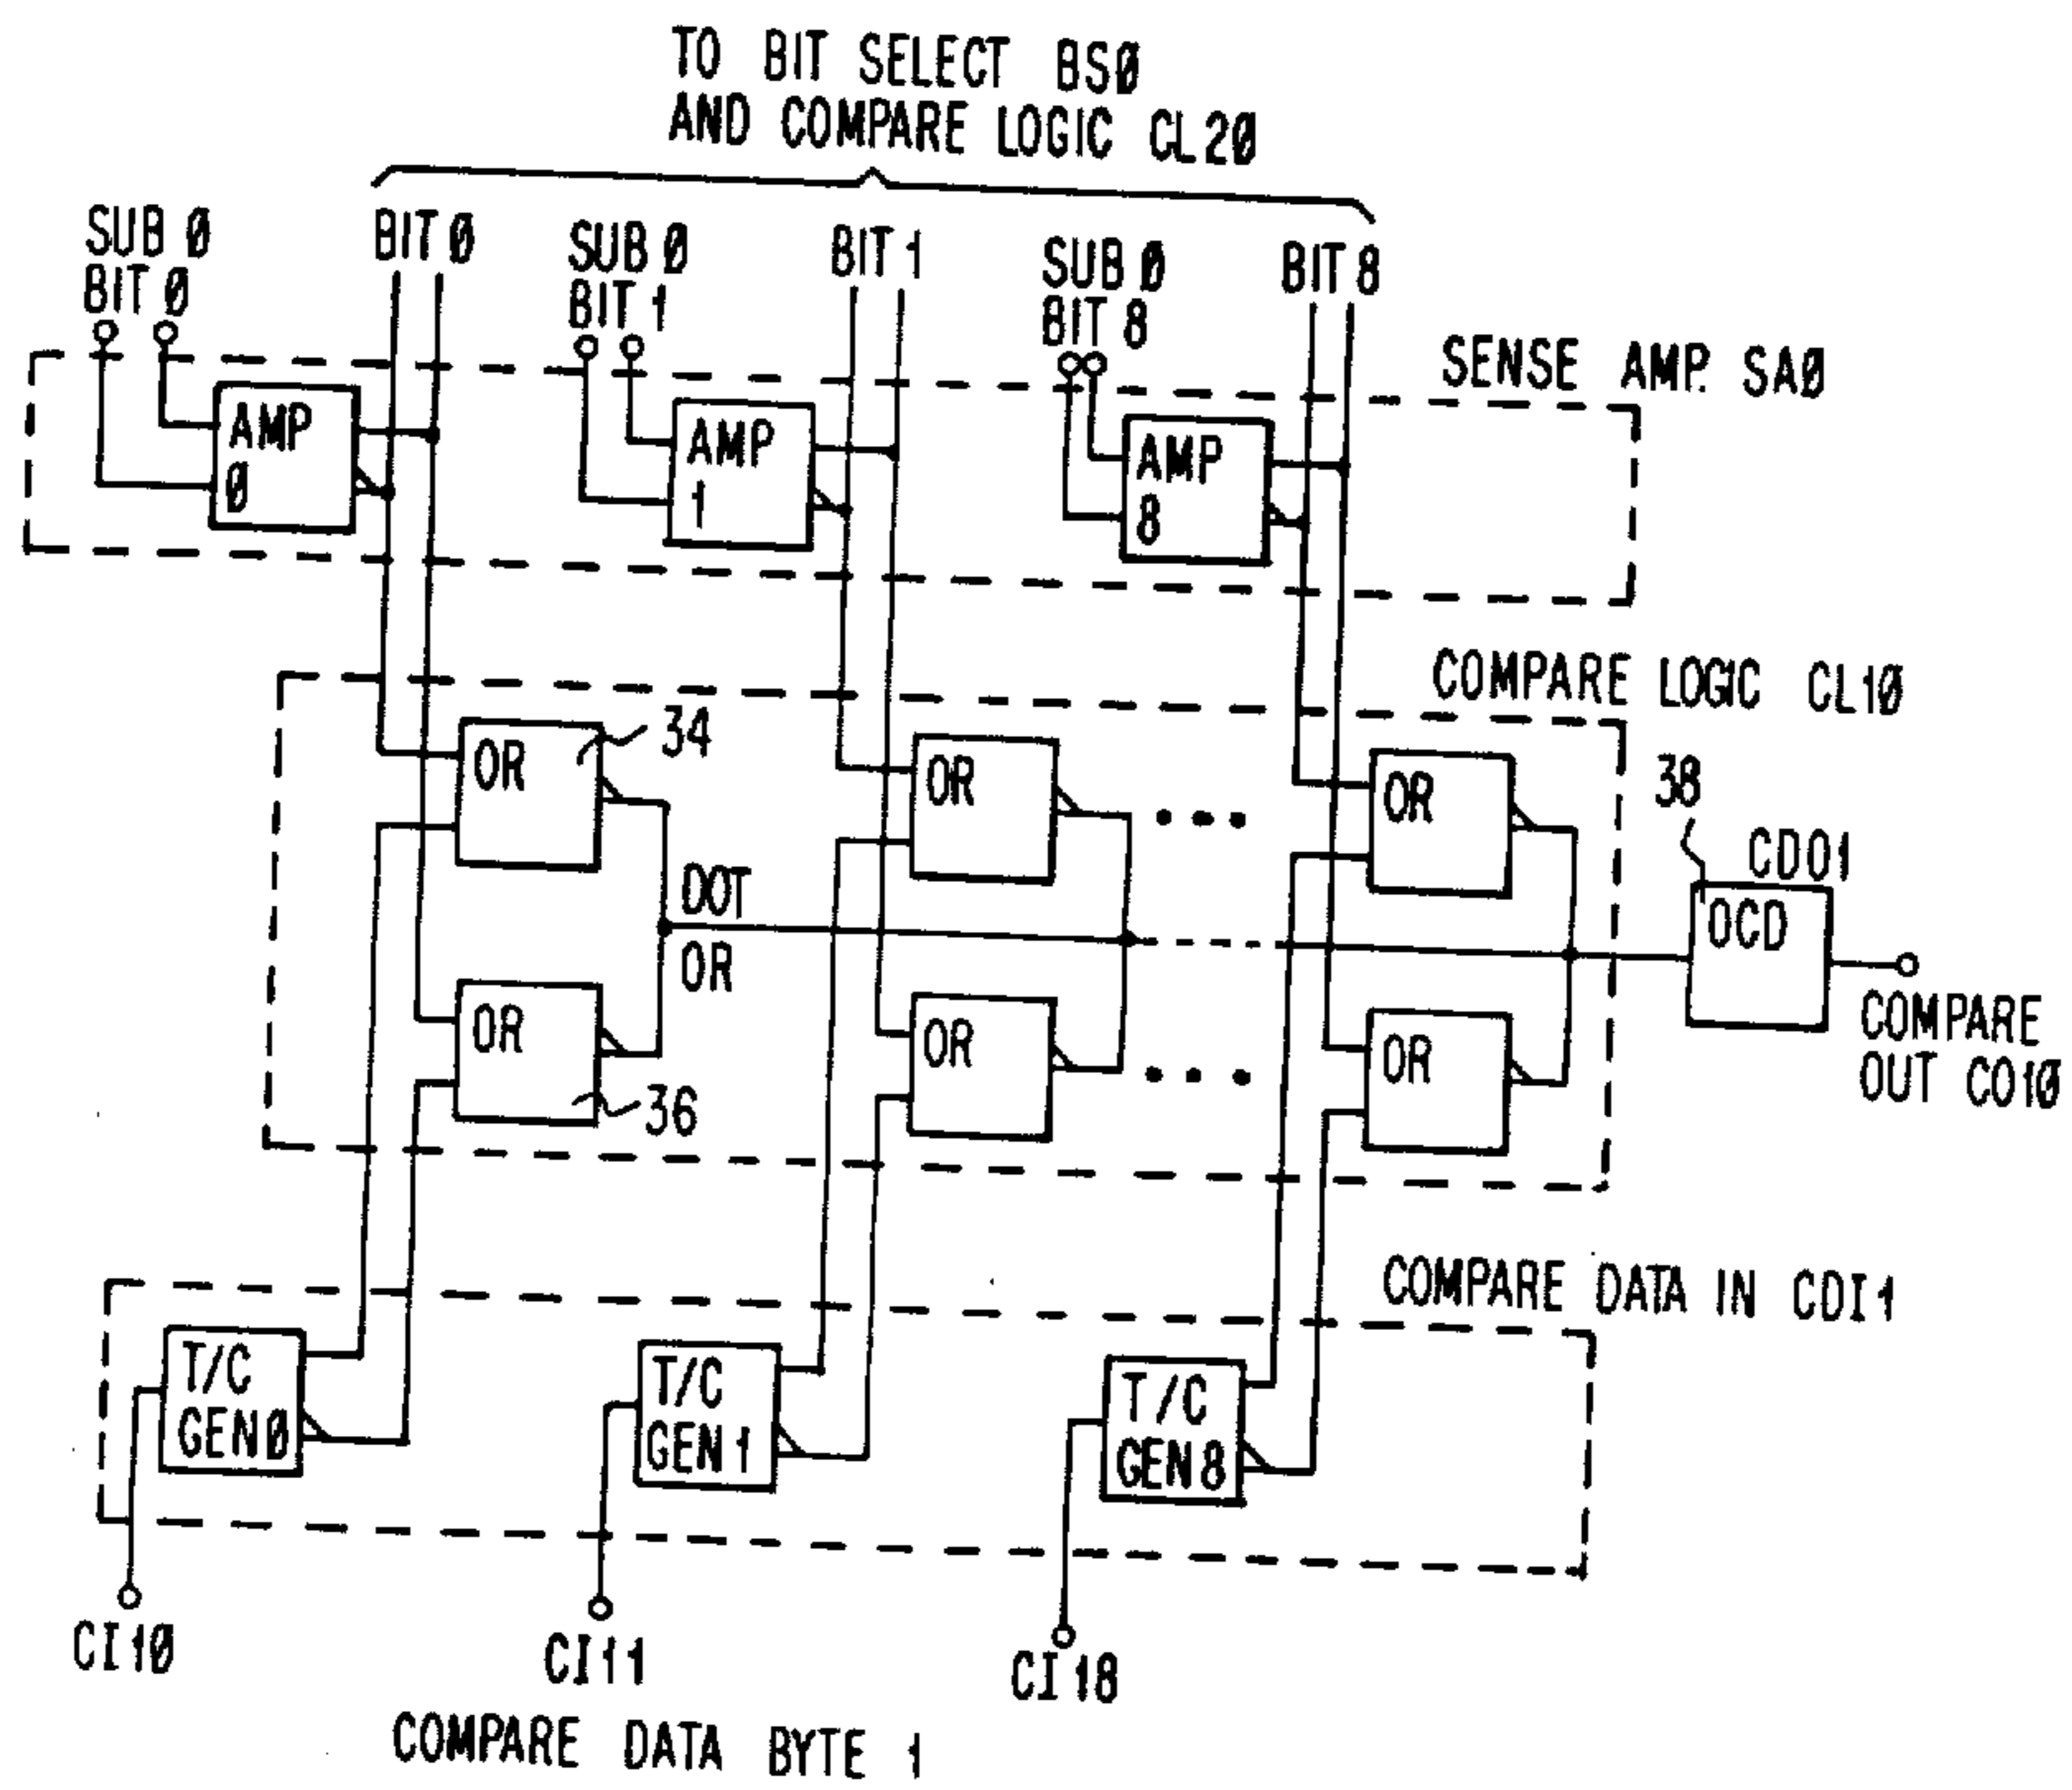 TO BIT SELECT BSØ
AND COMPARE LOGIC CL2Ø
SUB Ø
BIT Ø
BIT Ø
SUB Ø
BIT 1
BIT 1
SUB Ø
BIT 8
BIT 8
SENSE AMP. SAØ
AMP
Ø
AMP
1
AMP
8
COMPARE LOGIC CL1Ø
OR
34
OR
OR
38
CDO1
OCD
DOT
OR
COMPARE
OUT CO1Ø
OR
36
OR
OR
COMPARE DATA IN CDI1
T/C
GENØ
T/C
GEN 1
T/C
GEN8
CI1Ø
CI11
CI18
COMPARE DATA BYTE 1